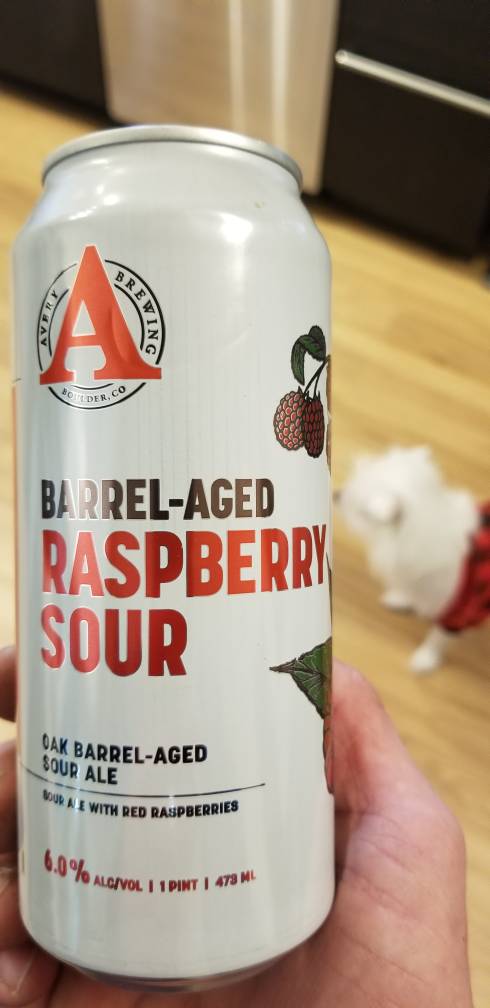 AVERY BREWING
A
BOULDER, CO
BARREL-AGED
RASPBERRY
SOUR
OAK BARREL-AGED
SOUR ALE
SOUR ALE WITH RED RASPBERRIES
6.0% ALC/VOL | 1 PINT | 473 ML